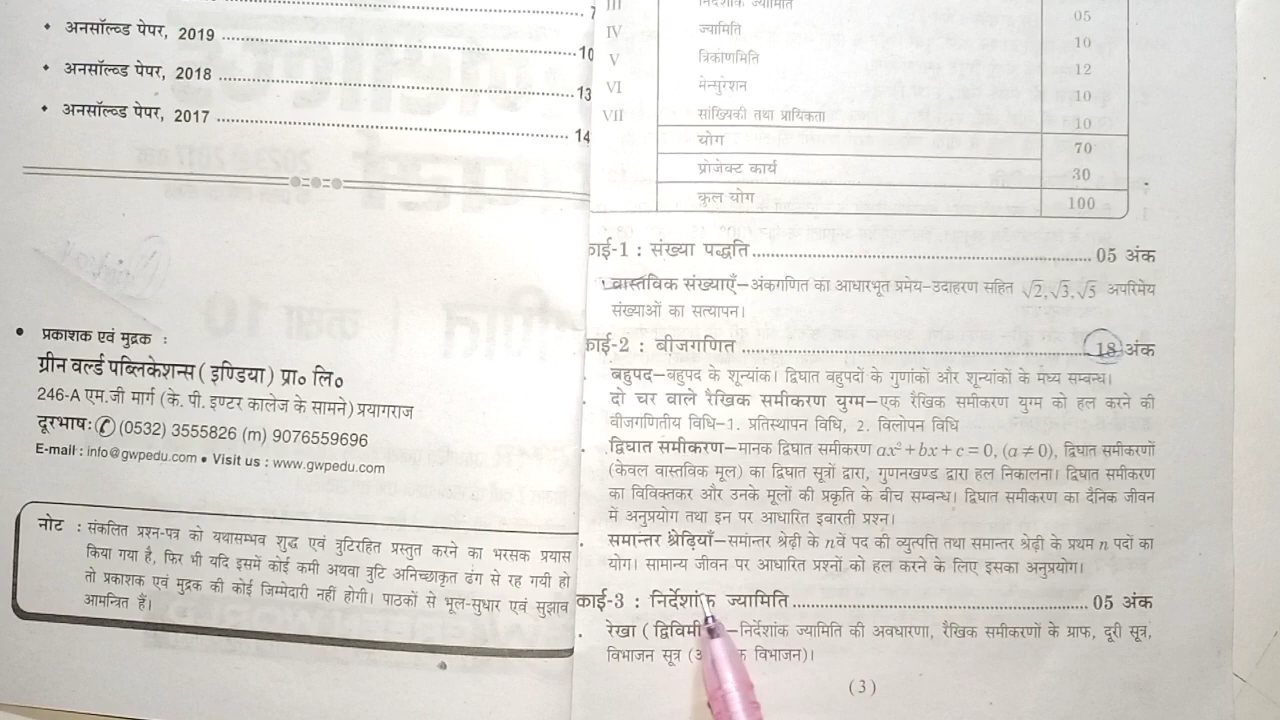 7
• अनसॉल्व्ड पेपर, 2019 10
• अनसॉल्व्ड पेपर, 2018 13
• अनसॉल्व्ड पेपर, 2017 14
• प्रकाशक एवं मुद्रक :
ग्रीन वर्ल्ड पब्लिकेशन्स ( इण्डिया ) प्रा० लि०
246-A एम.जी मार्ग (के. पी. इण्टर कालेज के सामने) प्रयागराज
दूरभाषः (0532) 3555826 (m) 9076559696
E-mail : info@gwpedu.com • Visit us : www.gwpedu.com
नोट : संकलित प्रश्न-पत्र को यथासम्भव शुद्ध एवं त्रुटिरहित प्रस्तुत करने का भरसक प्रयास
किया गया है, फिर भी यदि इसमें कोई कमी अथवा त्रुटि अनिच्छाकृत ढंग से रह गयी हो
तो प्रकाशक एवं मुद्रक की कोई जिम्मेदारी नहीं होगी। पाठकों से भूल-सुधार एवं सुझाव
आमन्त्रित हैं।
III निर्देशांक ज्यामिति 05
IV ज्यामिति 10
V त्रिकोणमिति 12
VI मेन्सुरेशन 10
VII सांख्यिकी तथा प्रायिकता 10
योग 70
प्रोजेक्ट कार्य 30
कुल योग 100
काई-1 : संख्या पद्धति 05 अंक
वास्तविक संख्याएँ–अंकगणित का आधारभूत प्रमेय–उदाहरण सहित √2, √3, √5 अपरिमेय
संख्याओं का सत्यापन।
काई-2 : बीजगणित 18 अंक
बहुपद–बहुपद के शून्यांक। द्विघात बहुपदों के गुणांकों और शून्यांकों के मध्य सम्बन्ध।
दो चर वाले रैखिक समीकरण युग्म–एक रैखिक समीकरण युग्म को हल करने की
बीजगणितीय विधि–1. प्रतिस्थापन विधि, 2. विलोपन विधि
द्विघात समीकरण–मानक द्विघात समीकरण ax² + bx + c = 0, (a ≠ 0), द्विघात समीकरणों
(केवल वास्तविक मूल) का द्विघात सूत्रों द्वारा, गुणनखण्ड द्वारा हल निकालना। द्विघात समीकरण
का विविक्तकर और उनके मूलों की प्रकृति के बीच सम्बन्ध। द्विघात समीकरण का दैनिक जीवन
में अनुप्रयोग तथा इन पर आधारित इबारती प्रश्न।
समान्तर श्रेढ़ियाँ–समांन्तर श्रेढ़ी के nवें पद की व्युत्पत्ति तथा समान्तर श्रेढ़ी के प्रथम n पदों का
योग। सामान्य जीवन पर आधारित प्रश्नों को हल करने के लिए इसका अनुप्रयोग।
काई-3 : निर्देशांक ज्यामिति 05 अंक
रेखा ( द्विविमी –निर्देशांक ज्यामिति की अवधारणा, रैखिक समीकरणों के ग्राफ, दूरी सूत्र,
विभाजन सूत्र ( क विभाजन)।
(3)